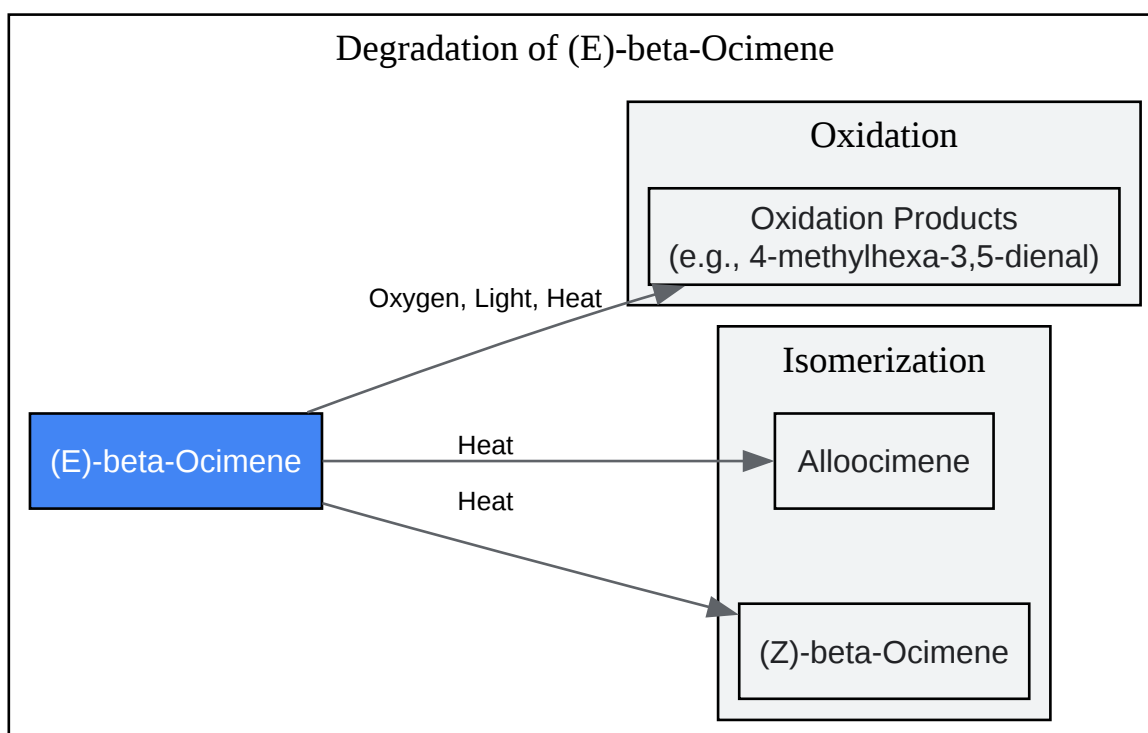 Degradation of (E)-beta-Ocimene
Oxidation
Oxidation Products
(e.g., 4-methylhexa-3,5-dienal)
Oxygen, Light, Heat
Isomerization
(E)-beta-Ocimene
Heat
Alloocimene
Heat
(Z)-beta-Ocimene